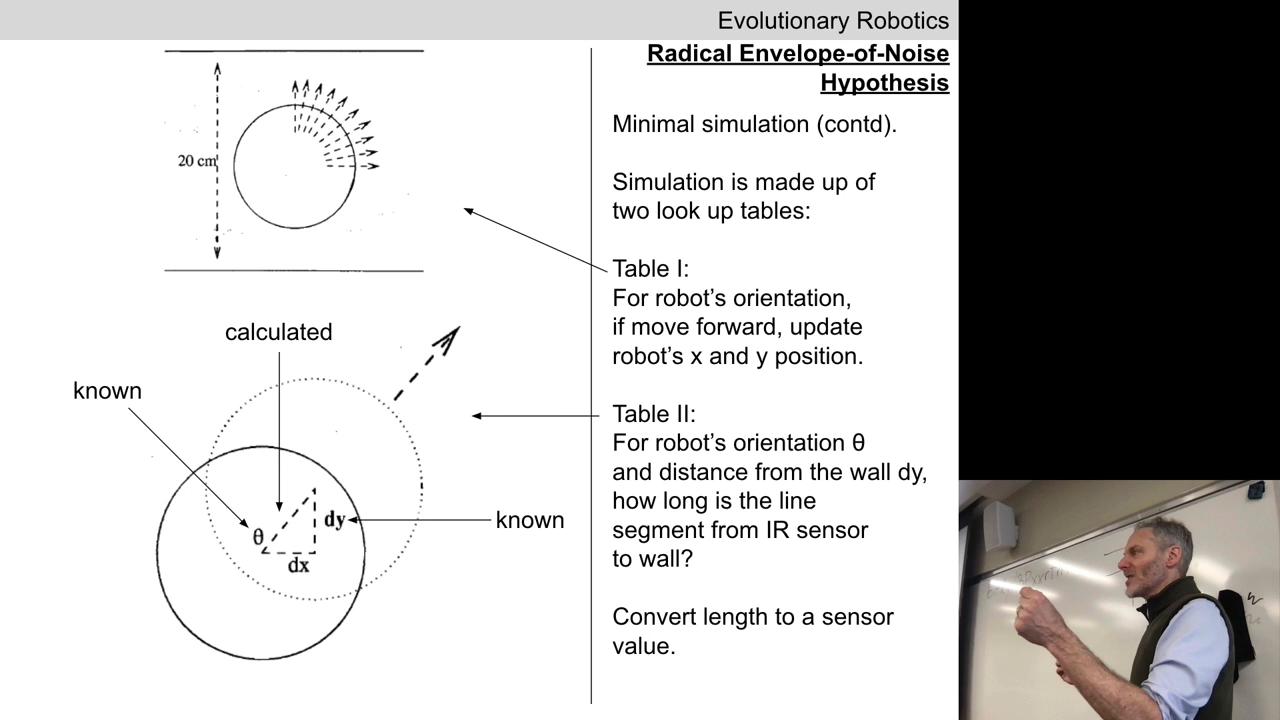 Evolutionary Robotics
Radical Envelope-of-Noise
Hypothesis
Minimal simulation (contd).
Simulation is made up of
two look up tables:
Table I:
For robot's orientation,
if move forward, update
robot's x and y position.
Table II:
For robot's orientation θ
and distance from the wall dy,
how long is the line
segment from IR sensor
to wall?
Convert length to a sensor
value.
20 cm
calculated
known
θ
dy
dx
known